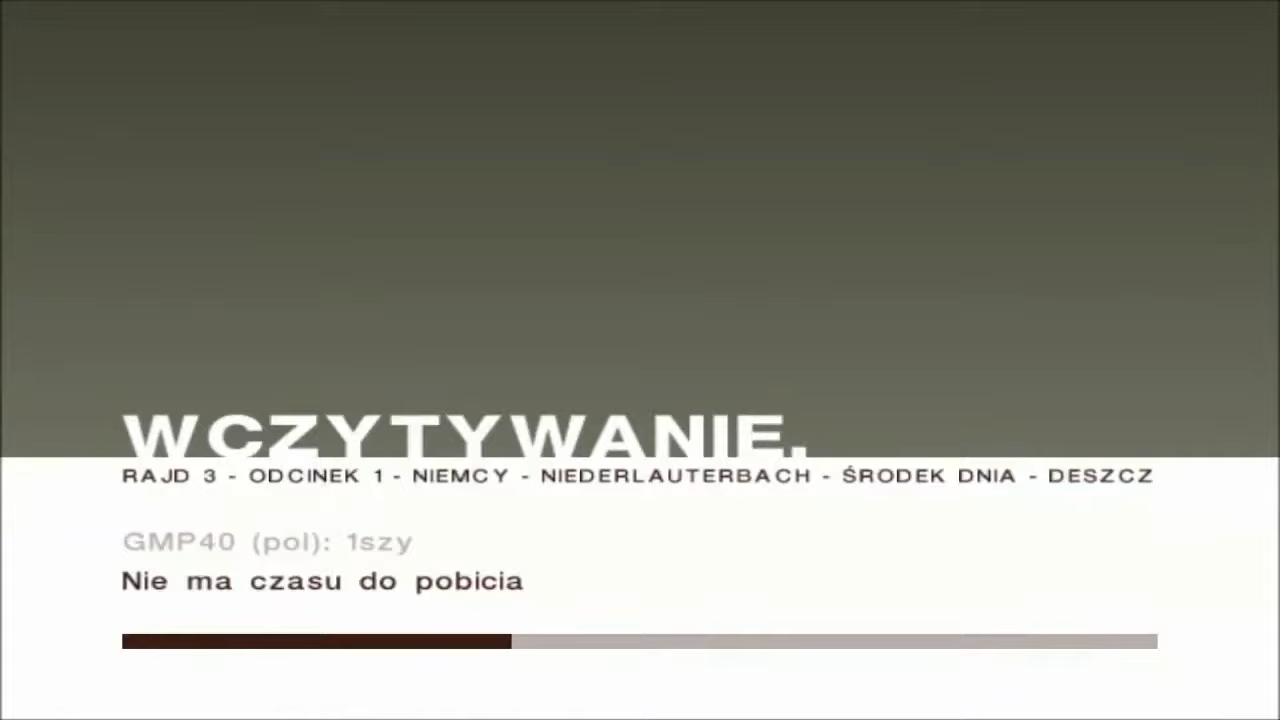 WCZYTYWANIE.
RAJD 3 - ODCINEK 1 - NIEMCY - NIEDERLAUTERBACH - ŚRODEK DNIA - DESZCZ
GMP40 (pol): 1szy
Nie ma czasu do pobicia